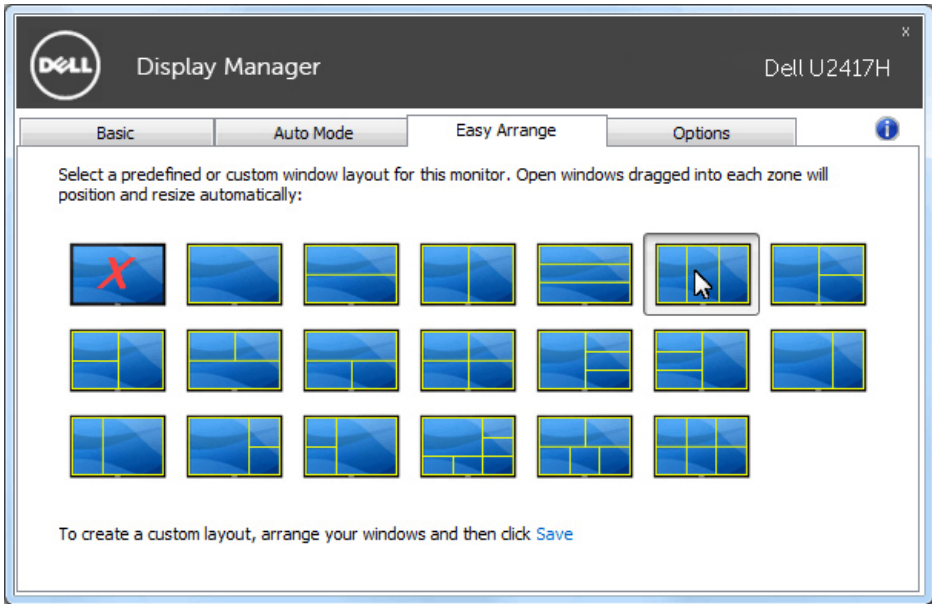 x
DELL
Display Manager
Dell U2417H
Basic
Auto Mode
Easy Arrange
Options
i
Select a predefined or custom window layout for this monitor. Open windows dragged into each zone will
position and resize automatically:
X
To create a custom layout, arrange your windows and then click Save